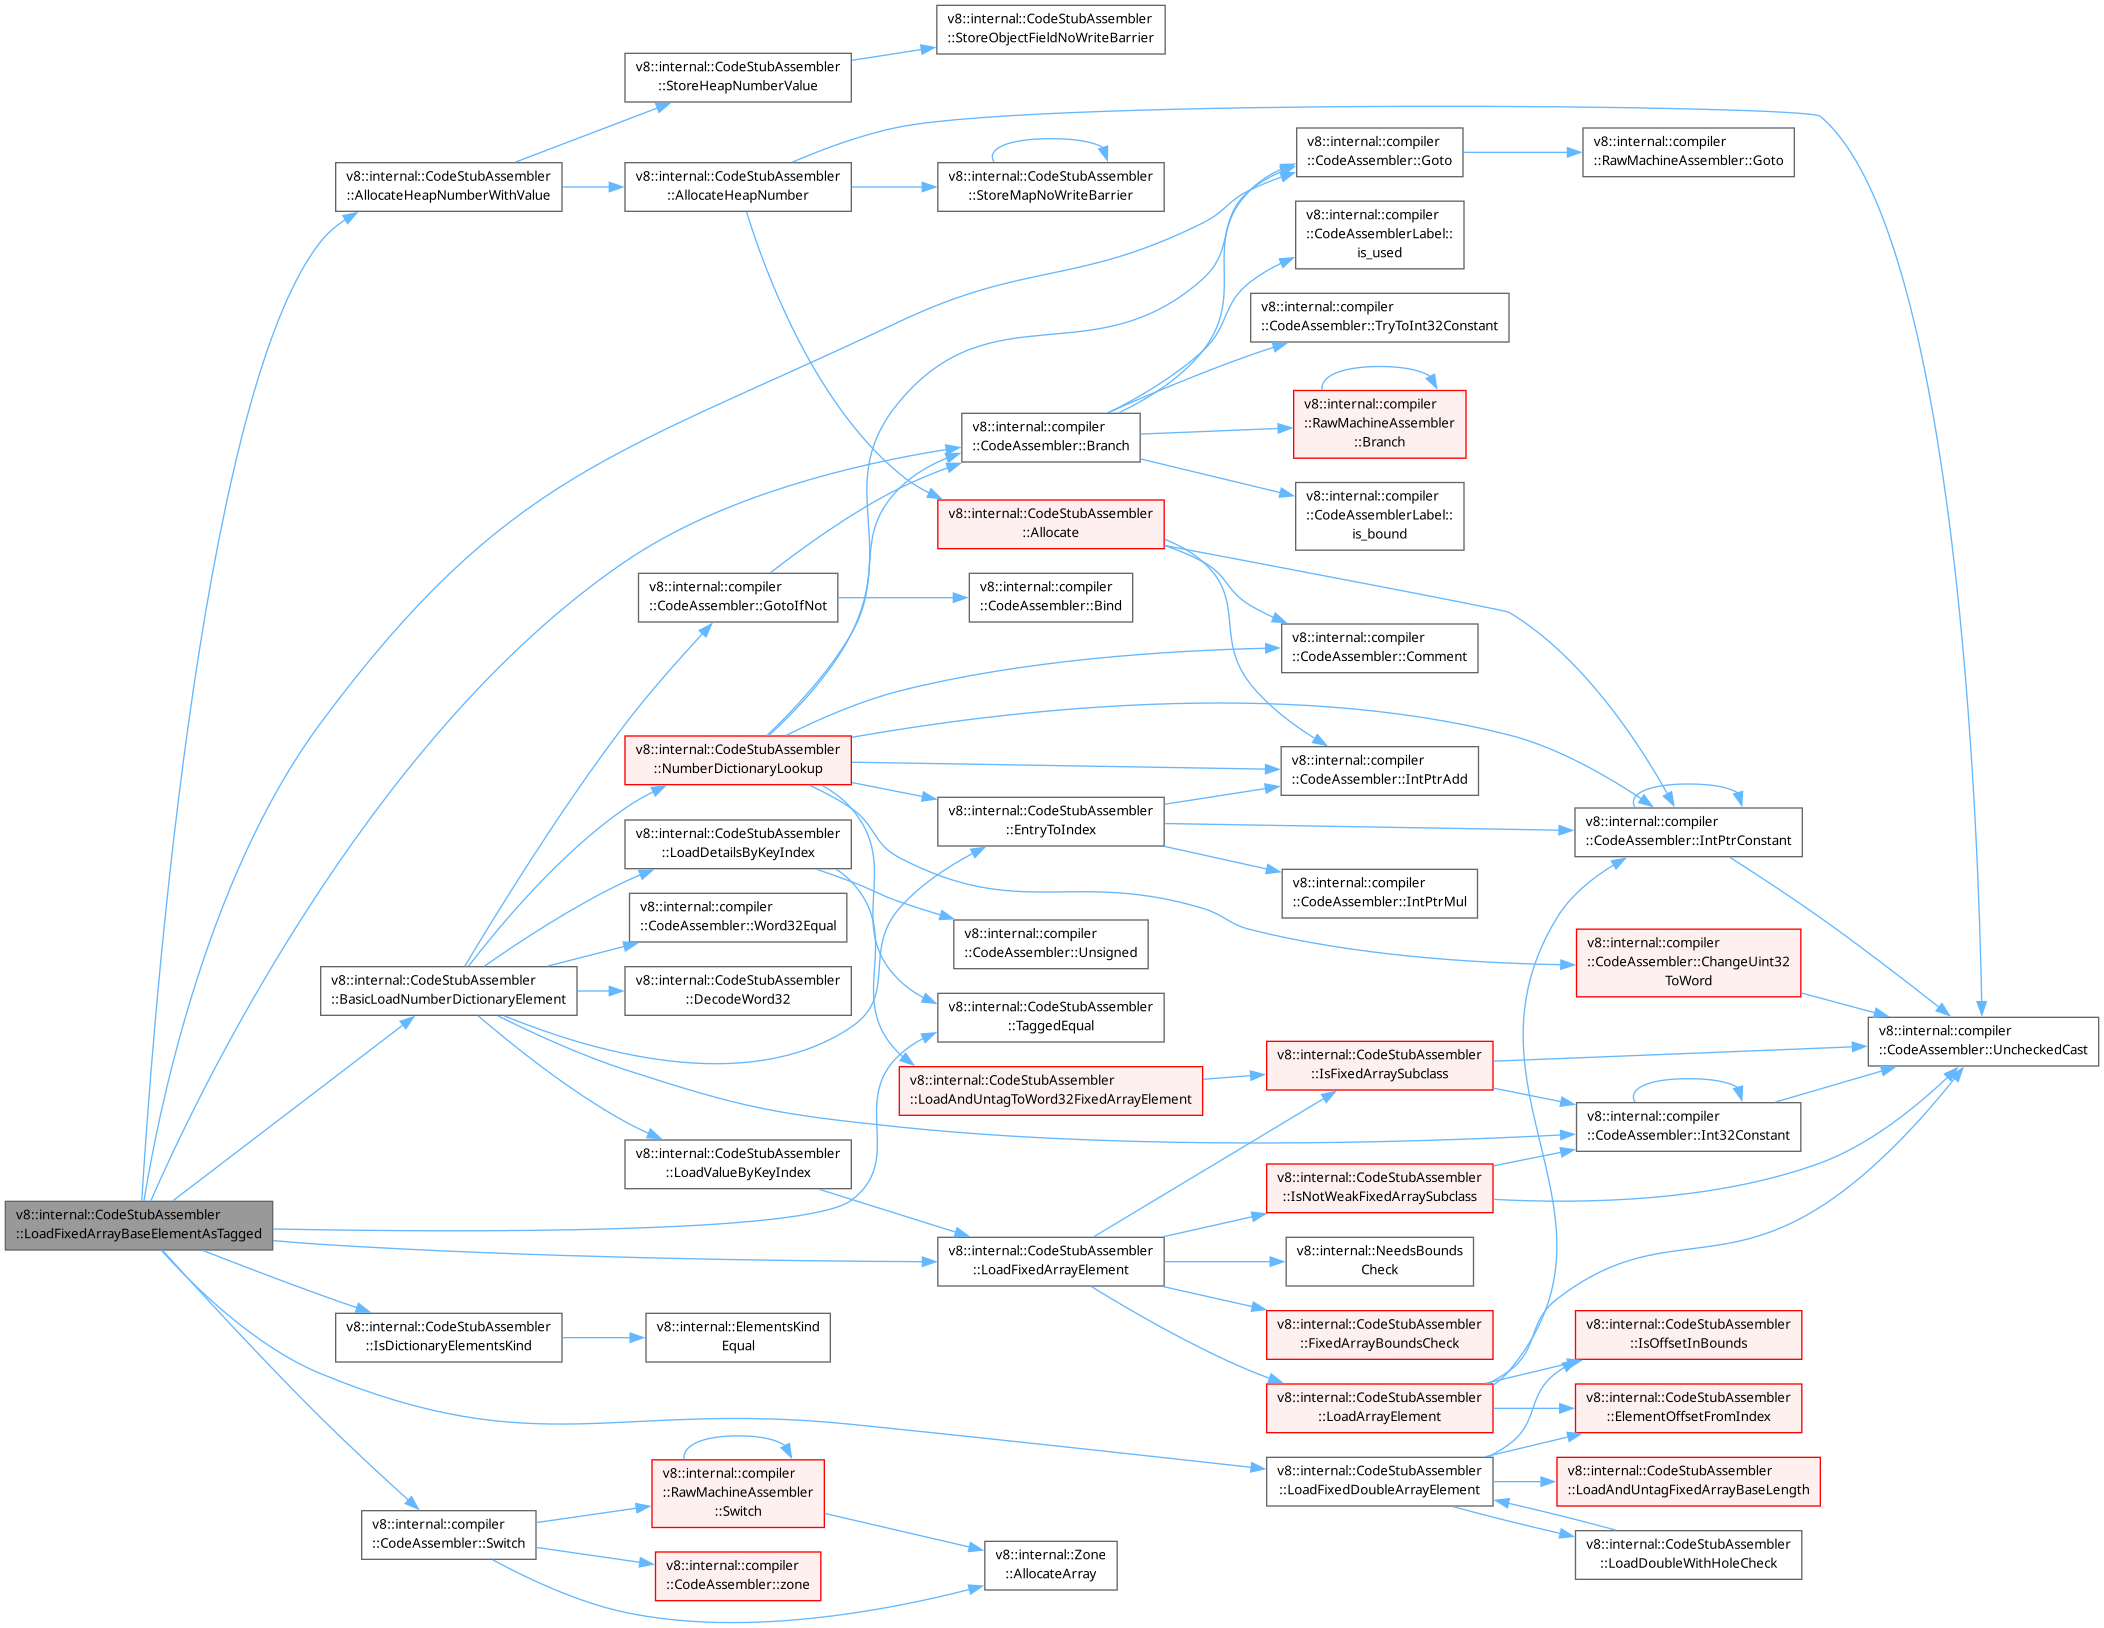 v8::internal::CodeStubAssembler
::StoreObjectFieldNoWriteBarrier
v8::internal::CodeStubAssembler
::StoreHeapNumberValue
v8::internal::compiler
::CodeAssembler::Goto
v8::internal::compiler
::RawMachineAssembler::Goto
v8::internal::CodeStubAssembler
::AllocateHeapNumberWithValue
v8::internal::CodeStubAssembler
::AllocateHeapNumber
v8::internal::CodeStubAssembler
::StoreMapNoWriteBarrier
v8::internal::compiler
::CodeAssemblerLabel::
is_used
v8::internal::compiler
::CodeAssembler::TryToInt32Constant
v8::internal::compiler
::RawMachineAssembler
::Branch
v8::internal::compiler
::CodeAssembler::Branch
v8::internal::compiler
::CodeAssemblerLabel::
is_bound
v8::internal::CodeStubAssembler
::Allocate
v8::internal::compiler
::CodeAssembler::GotoIfNot
v8::internal::compiler
::CodeAssembler::Bind
v8::internal::compiler
::CodeAssembler::Comment
v8::internal::CodeStubAssembler
::NumberDictionaryLookup
v8::internal::compiler
::CodeAssembler::IntPtrAdd
v8::internal::CodeStubAssembler
::EntryToIndex
v8::internal::compiler
::CodeAssembler::IntPtrConstant
v8::internal::CodeStubAssembler
::LoadDetailsByKeyIndex
v8::internal::compiler
::CodeAssembler::IntPtrMul
v8::internal::compiler
::CodeAssembler::Word32Equal
v8::internal::compiler
::CodeAssembler::Unsigned
v8::internal::compiler
::CodeAssembler::ChangeUint32
ToWord
v8::internal::CodeStubAssembler
::BasicLoadNumberDictionaryElement
v8::internal::CodeStubAssembler
::DecodeWord32
v8::internal::CodeStubAssembler
::TaggedEqual
v8::internal::compiler
::CodeAssembler::UncheckedCast
v8::internal::CodeStubAssembler
::IsFixedArraySubclass
v8::internal::CodeStubAssembler
::LoadAndUntagToWord32FixedArrayElement
v8::internal::compiler
::CodeAssembler::Int32Constant
v8::internal::CodeStubAssembler
::LoadValueByKeyIndex
v8::internal::CodeStubAssembler
::IsNotWeakFixedArraySubclass
v8::internal::CodeStubAssembler
::LoadFixedArrayBaseElementAsTagged
v8::internal::CodeStubAssembler
::LoadFixedArrayElement
v8::internal::NeedsBounds
Check
v8::internal::CodeStubAssembler
::IsDictionaryElementsKind
v8::internal::ElementsKind
Equal
v8::internal::CodeStubAssembler
::FixedArrayBoundsCheck
v8::internal::CodeStubAssembler
::IsOffsetInBounds
v8::internal::CodeStubAssembler
::LoadArrayElement
v8::internal::CodeStubAssembler
::ElementOffsetFromIndex
v8::internal::compiler
::RawMachineAssembler
::Switch
v8::internal::CodeStubAssembler
::LoadFixedDoubleArrayElement
v8::internal::CodeStubAssembler
::LoadAndUntagFixedArrayBaseLength
v8::internal::compiler
::CodeAssembler::Switch
v8::internal::CodeStubAssembler
::LoadDoubleWithHoleCheck
v8::internal::compiler
::CodeAssembler::zone
v8::internal::Zone
::AllocateArray